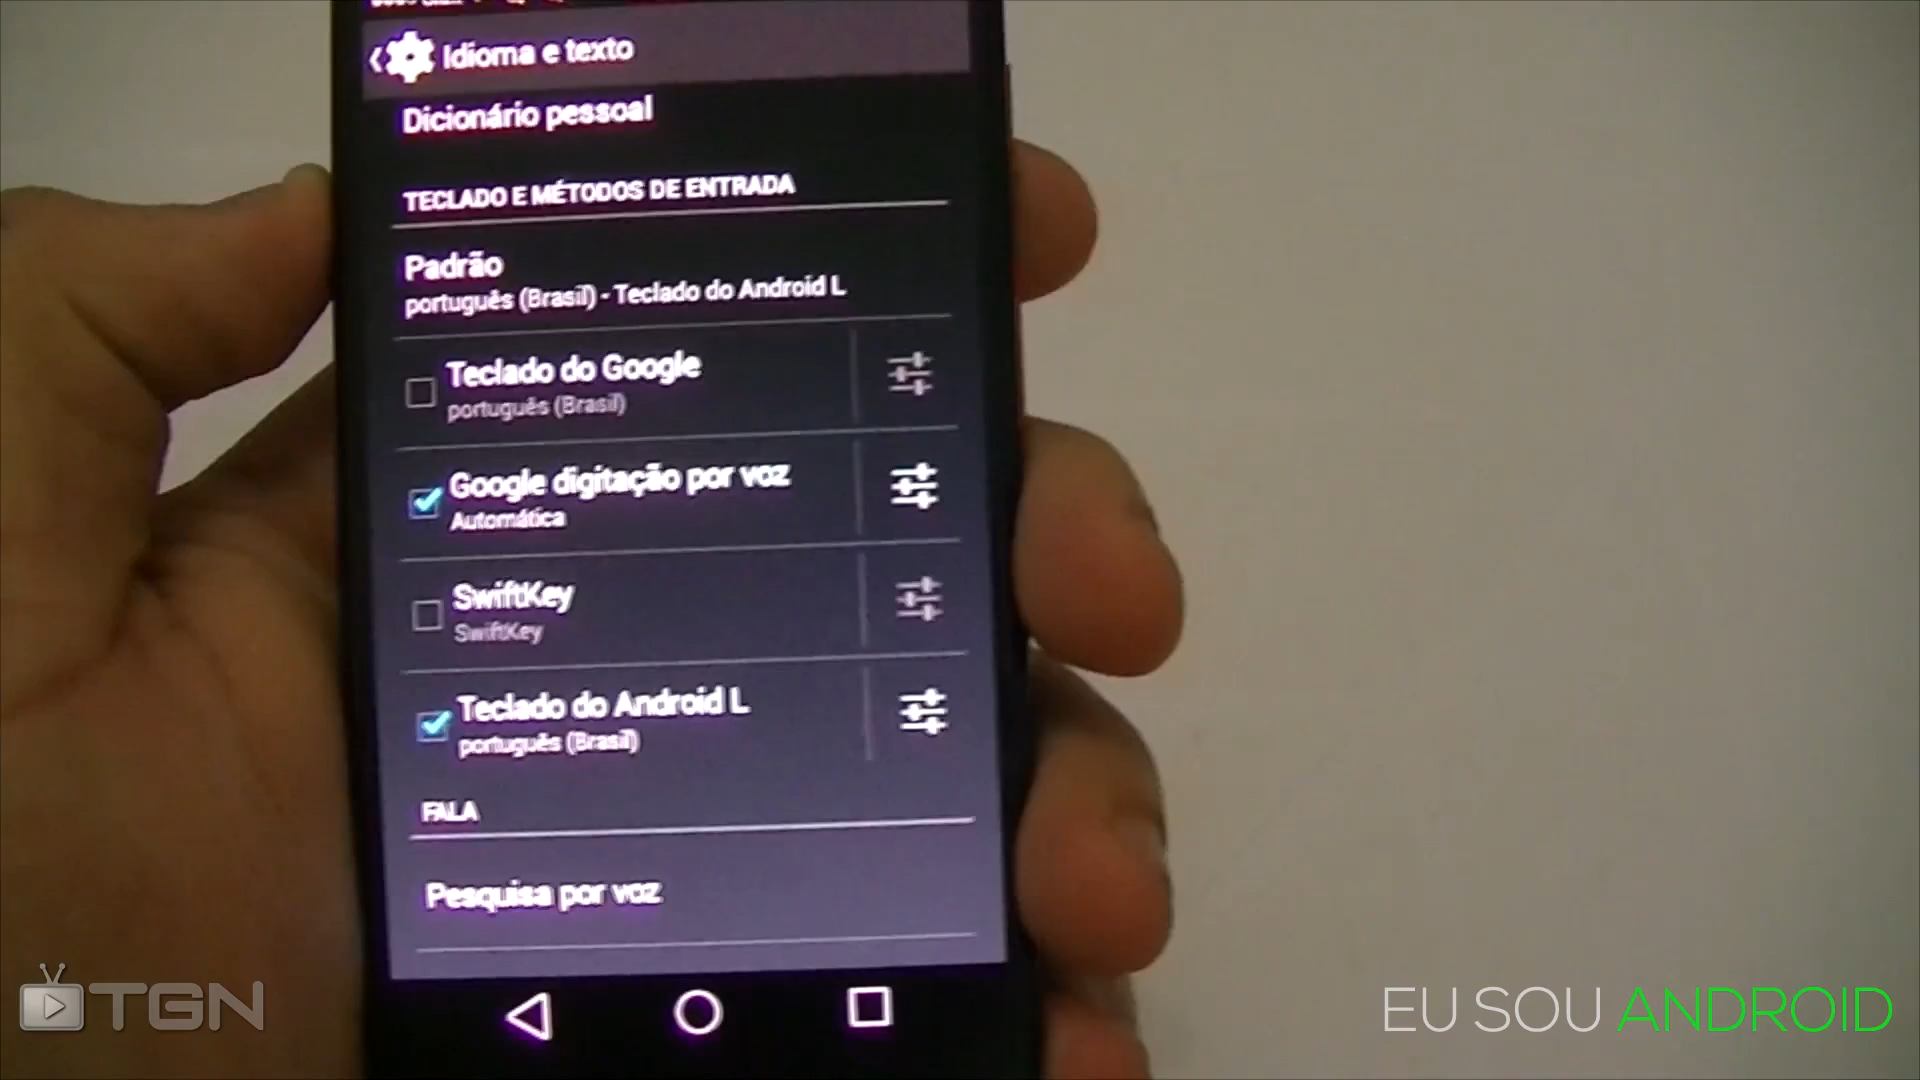 Idioma e texto
Dicionário pessoal
TECLADO E MÉTODOS DE ENTRADA
Padrão
português (Brasil) - Teclado do Android L
Teclado do Google
português (Brasil)
Google digitação por voz
Automática
SwiftKey
SwiftKey
Teclado do Android L
português (Brasil)
FALA
Pesquisa por voz
TGN
EU SOU ANDROID